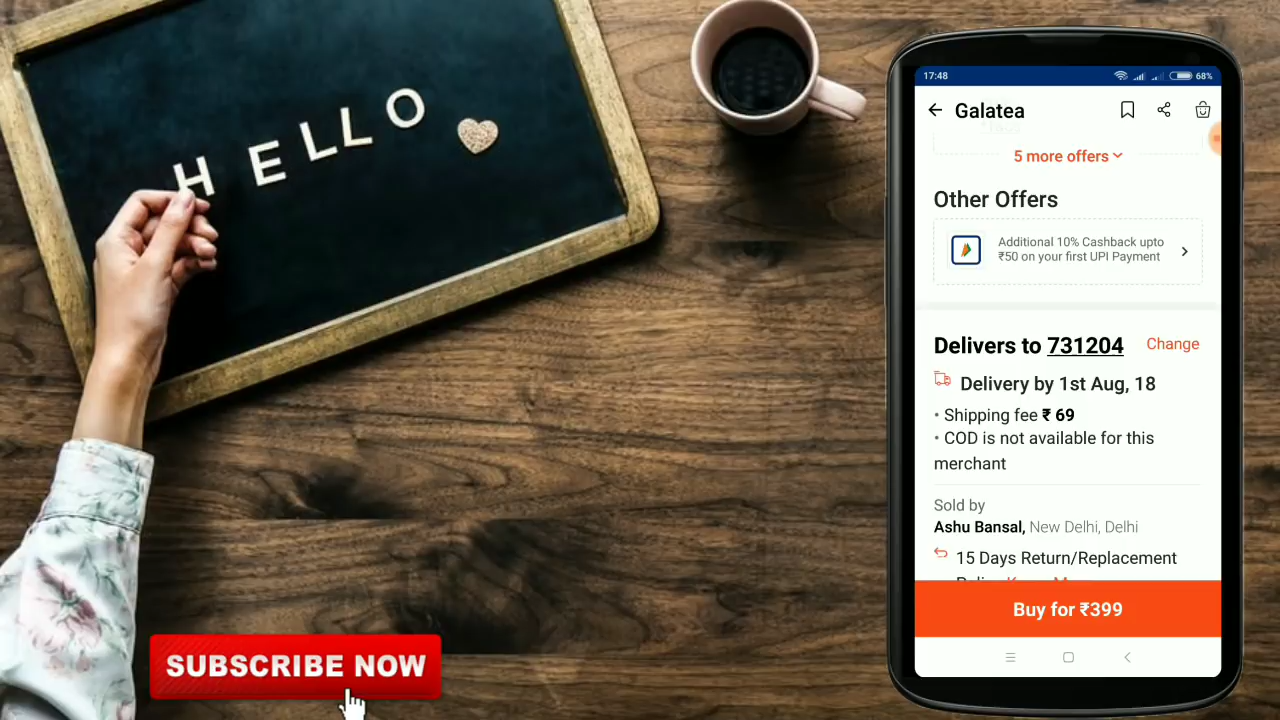 HELLO
17:48
68%
Galatea
5 more offers
Other Offers
Additional 10% Cashback upto
₹50 on your first UPI Payment
Delivers to 731204
Change
Delivery by 1st Aug, 18
• Shipping fee ₹ 69
• COD is not available for this
merchant
Sold by
Ashu Bansal, New Delhi, Delhi
15 Days Return/Replacement
Buy for ₹399
SUBSCRIBE NOW